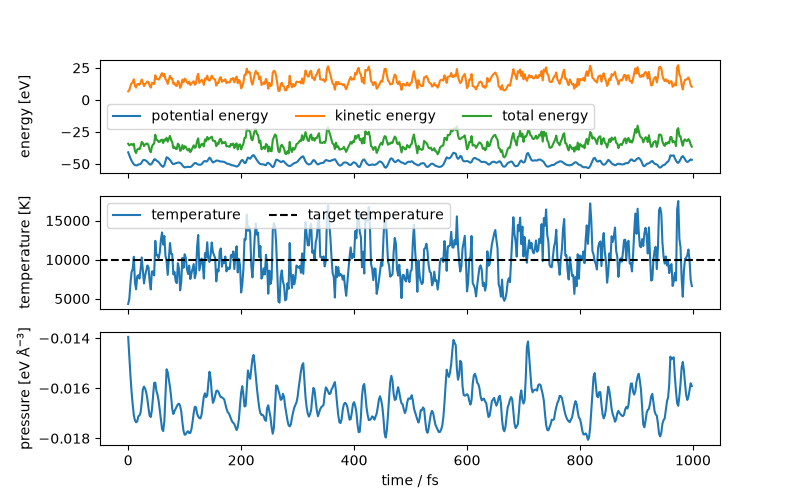 energy [eV]
25
0
−25
−50
potential energy kinetic energy total energy
temperature [K]
15000
10000
5000
temperature target temperature
pressure [eV Å⁻³]
−0.014
−0.016
−0.018
0 200 400 600 800 1000
time / fs